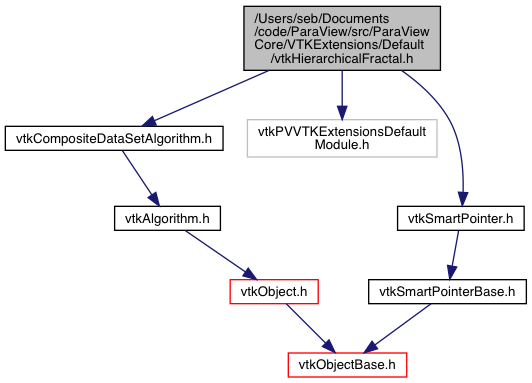 /Users/seb/Documents
/code/ParaView/src/ParaView
Core/VTKExtensions/Default
/vtkHierarchicalFractal.h
vtkCompositeDataSetAlgorithm.h
vtkPVVTKExtensionsDefault
Module.h
vtkAlgorithm.h
vtkSmartPointer.h
vtkObject.h
vtkSmartPointerBase.h
vtkObjectBase.h